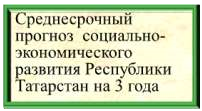 Среднесрочный
прогноз социально-
экономического
развития Республики
Татарстан на 3 года